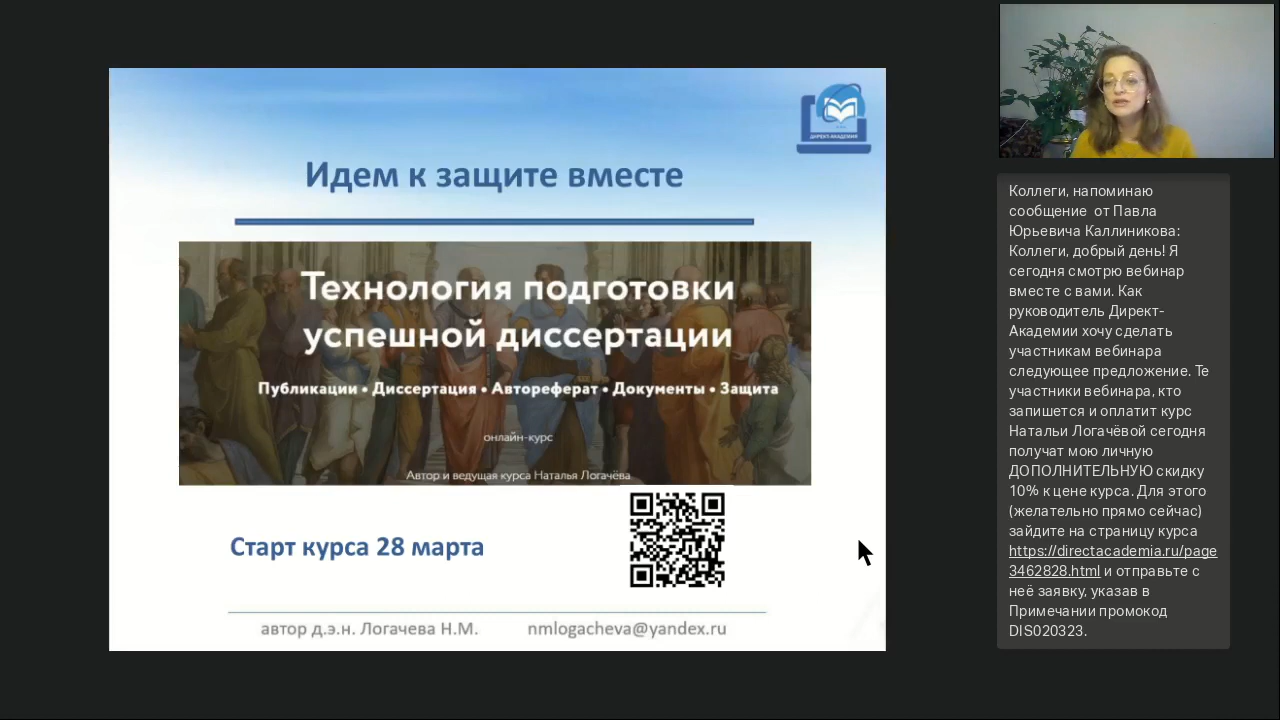 ДИРЕКТ-АКАДЕМИЯ
Идем к защите вместе
Технология подготовки
успешной диссертации
Публикации • Диссертация • Автореферат • Документы • Защита
онлайн-курс
Автор и ведущая курса Наталья Логачёва
Старт курса 28 марта
автор д.э.н. Логачева Н.М. nmlogacheva@yandex.ru
Коллеги, напоминаю
сообщение от Павла
Юрьевича Каллиникова:
Коллеги, добрый день! Я
сегодня смотрю вебинар
вместе с вами. Как
руководитель Директ-
Академии хочу сделать
участникам вебинара
следующее предложение. Те
участники вебинара, кто
запишется и оплатит курс
Натальи Логачёвой сегодня
получат мою личную
ДОПОЛНИТЕЛЬНУЮ скидку
10% к цене курса. Для этого
(желательно прямо сейчас)
зайдите на страницу курса
https://directacademia.ru/page
3462828.html и отправьте с
неё заявку, указав в
Примечании промокод
DIS020323.